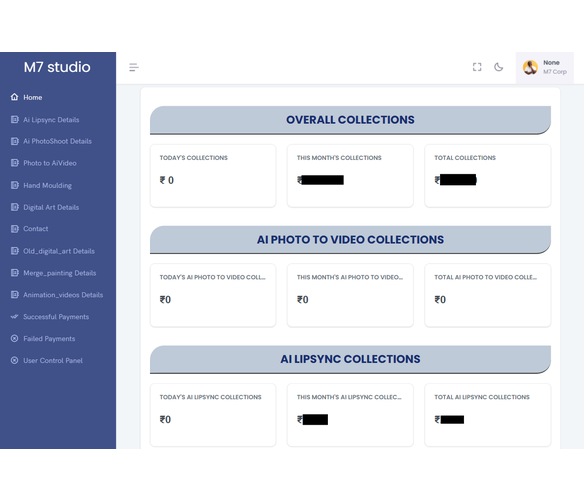 M7 studio
None
M7 Corp
Home
Ai Lipsync Details
Ai PhotoShoot Details
Photo to AiVideo
Hand Moulding
Digital Art Details
Contact
Old_digital_art Details
Merge_painting Details
Animation_videos Details
Successful Payments
Failed Payments
User Control Panel
OVERALL COLLECTIONS
TODAY'S COLLECTIONS
₹ 0
THIS MONTH'S COLLECTIONS
₹
TOTAL COLLECTIONS
₹
AI PHOTO TO VIDEO COLLECTIONS
TODAY'S AI PHOTO TO VIDEO COLL...
₹0
THIS MONTH'S AI PHOTO TO VIDEO...
₹0
TOTAL AI PHOTO TO VIDEO COLLE...
₹0
AI LIPSYNC COLLECTIONS
TODAY'S AI LIPSYNC COLLECTIONS
₹0
THIS MONTH'S AI LIPSYNC COLLEC...
₹
TOTAL AI LIPSYNC COLLECTIONS
₹